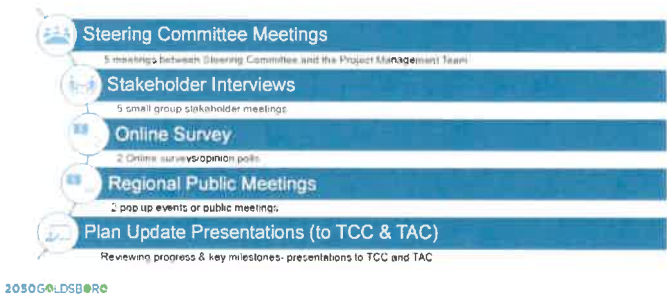 Steering Committee Meetings
5 meetings between Steering Committee and the Project Management Team
Stakeholder Interviews
5 small group stakeholder meetings
Online Survey
2 Online surveys/opinion polls
Regional Public Meetings
2 pop up events or public meetings
Plan Update Presentations (to TCC & TAC)
Reviewing progress & key milestones- presentations to TCC and TAC
2050GOLDSBORO